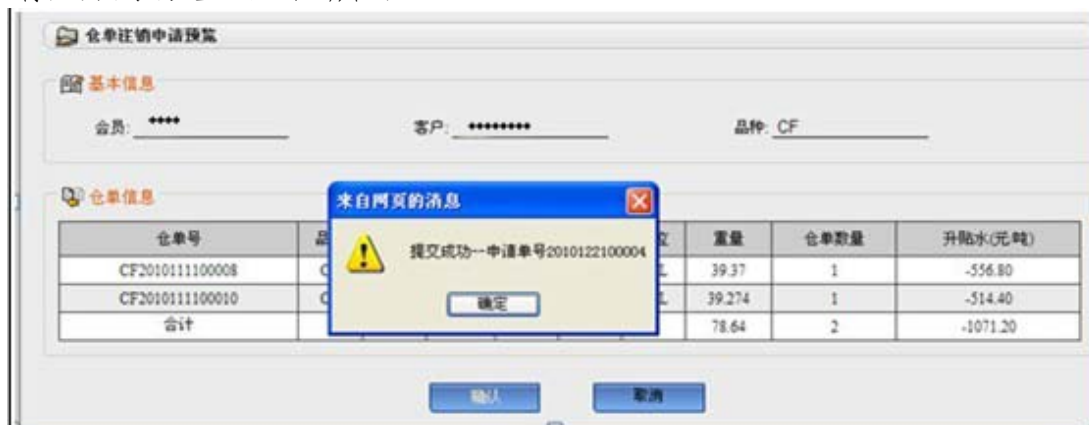 仓单注销申请预览
基本信息
会员: ****
客户: ********
品种: CF
仓单信息
来自网页的消息
提交成功--申请单号2010122100004
确定
仓单号 重量 仓单数量 升贴水(元/吨)
CF2010111100008 39.37 1 -556.80
CF2010111100010 39.274 1 -514.40
合计 78.64 2 -1071.20
确认 取消